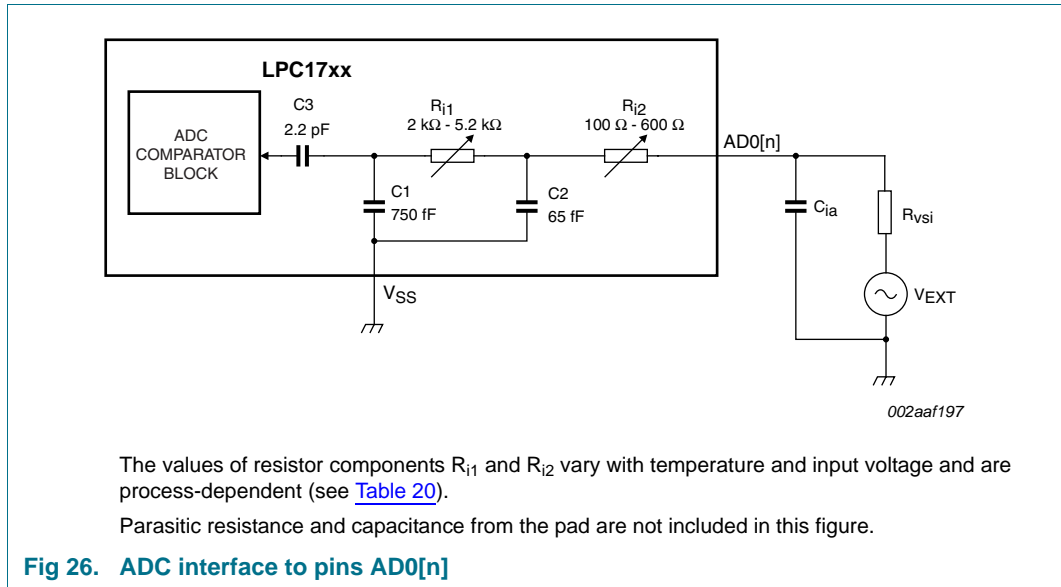 LPC17xx
ADC
COMPARATOR
BLOCK
C3
2.2 pF
Ri1
2 kΩ - 5.2 kΩ
Ri2
100 Ω - 600 Ω
AD0[n]
C1
750 fF
C2
65 fF
Cia
Rvsi
VSS
VEXT
002aaf197
The values of resistor components Ri1 and Ri2 vary with temperature and input voltage and are
process-dependent (see Table 20).
Parasitic resistance and capacitance from the pad are not included in this figure.
Fig 26. ADC interface to pins AD0[n]